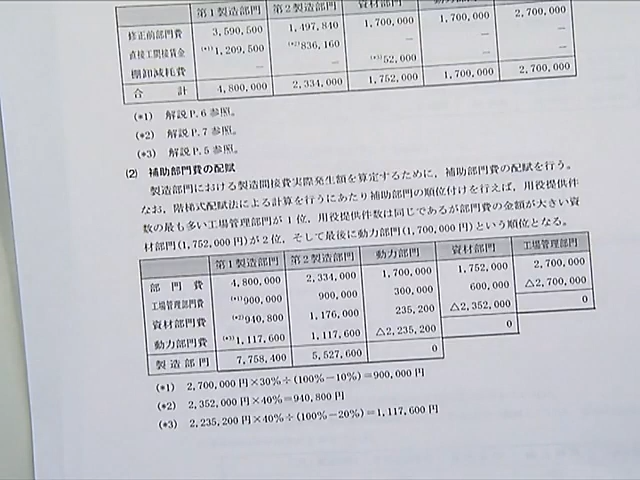 第1製造部門 第2製造部門 資材部門
修正前部門費 3,590,500 1,497,840 1,700,000 1,700,000 2,700,000
直接工間接賃金 (*1)1,209,500 (*2)836,160 — — —
棚卸減耗費 — — (*3)52,000 — —
合計 4,800,000 2,334,000 1,752,000 1,700,000 2,700,000
(*1) 解説P.6参照。
(*2) 解説P.7参照。
(*3) 解説P.5参照。
(2) 補助部門費の配賦
製造部門における製造間接費実際発生額を算定するために，補助部門費の配賦を行う。
なお，階梯式配賦法による計算を行うにあたり補助部門の順位付けを行えば，用役提供件
数の最も多い工場管理部門が1位，用役提供件数は同じであるが部門費の金額が大きい資
材部門(1,752,000円)が2位，そして最後に動力部門(1,700,000円)という順位となる。
第1製造部門 第2製造部門 動力部門 資材部門 工場管理部門
部門費 4,800,000 2,334,000 1,700,000 1,752,000 2,700,000
工場管理部門費 (*1)900,000 900,000 300,000 600,000 △2,700,000
資材部門費 (*2)940,800 1,176,000 235,200 △2,352,000 0
動力部門費 (*3)1,117,600 1,117,600 △2,235,200 0
製造部門 7,758,400 5,527,600 0
(*1) 2,700,000円×30%÷(100%−10%)＝900,000円
(*2) 2,352,000円×40%＝940,800円
(*3) 2,235,200円×40%÷(100%−20%)＝1,117,600円